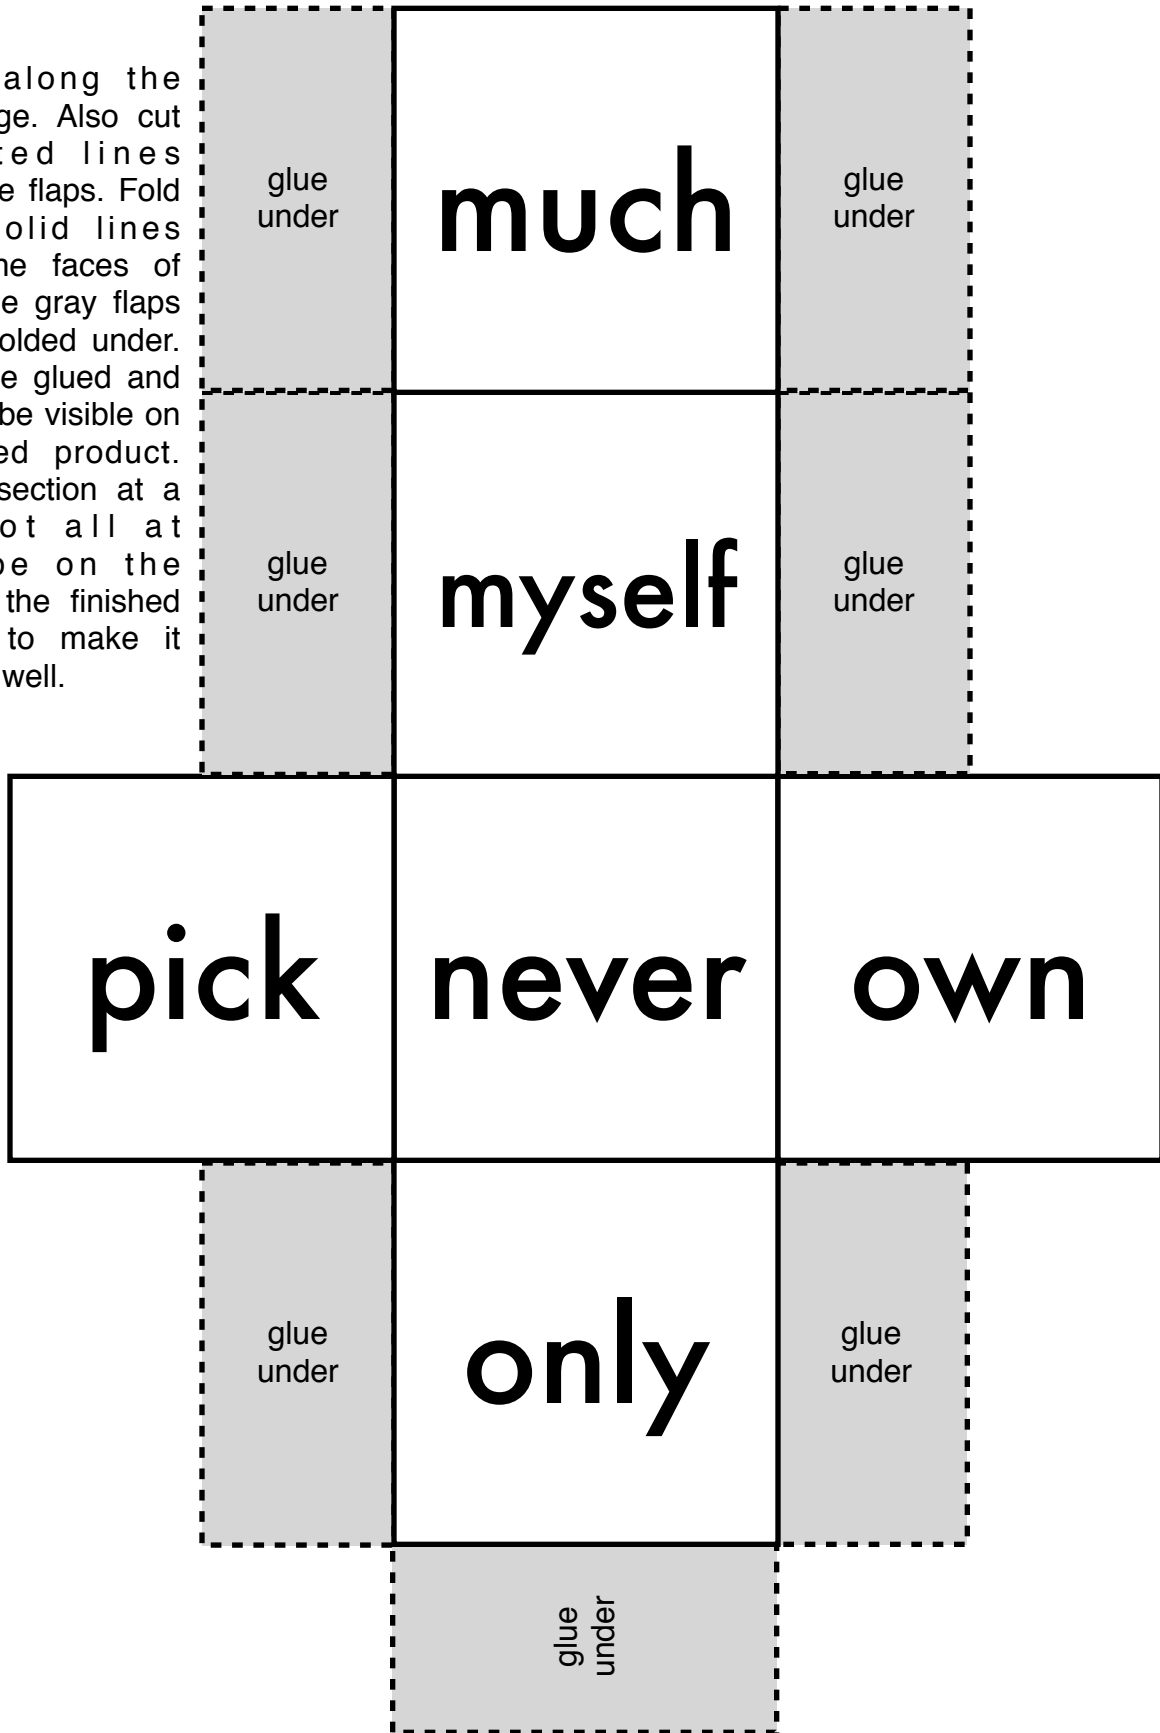 along the
ge. Also cut
ted lines
e flaps. Fold
olid lines
he faces of
e gray flaps
olded under.
e glued and
be visible on
ed product.
section at a
ot all at
pe on the
the finished
to make it
well.
glue
under
much
glue
under
glue
under
myself
glue
under
pick never own
glue
under
only
glue
under
glue
under